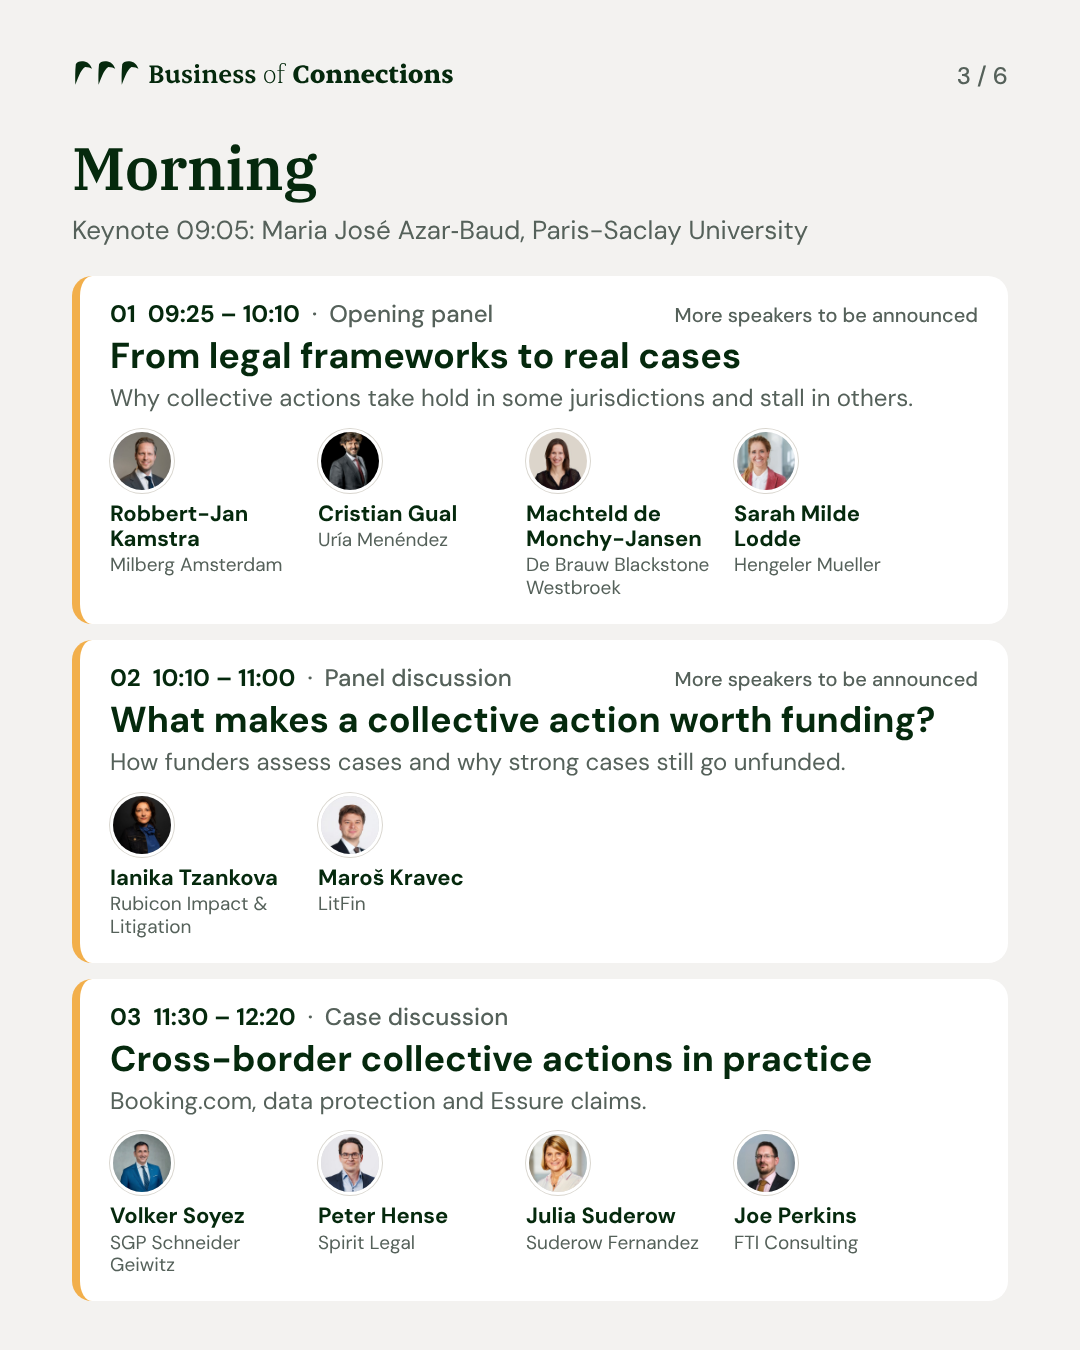 Business of Connections
3 / 6
Morning
Keynote 09:05: Maria José Azar-Baud, Paris-Saclay University
01 09:25 – 10:10 · Opening panel
More speakers to be announced
From legal frameworks to real cases
Why collective actions take hold in some jurisdictions and stall in others.
Robbert-Jan
Kamstra
Milberg Amsterdam
Cristian Gual
Uría Menéndez
Machteld de
Monchy-Jansen
De Brauw Blackstone
Westbroek
Sarah Milde
Lodde
Hengeler Mueller
02 10:10 – 11:00 · Panel discussion
More speakers to be announced
What makes a collective action worth funding?
How funders assess cases and why strong cases still go unfunded.
Ianika Tzankova
Rubicon Impact &
Litigation
Maroš Kravec
LitFin
03 11:30 – 12:20 · Case discussion
Cross-border collective actions in practice
Booking.com, data protection and Essure claims.
Volker Soyez
SGP Schneider
Geiwitz
Peter Hense
Spirit Legal
Julia Suderow
Suderow Fernandez
Joe Perkins
FTI Consulting